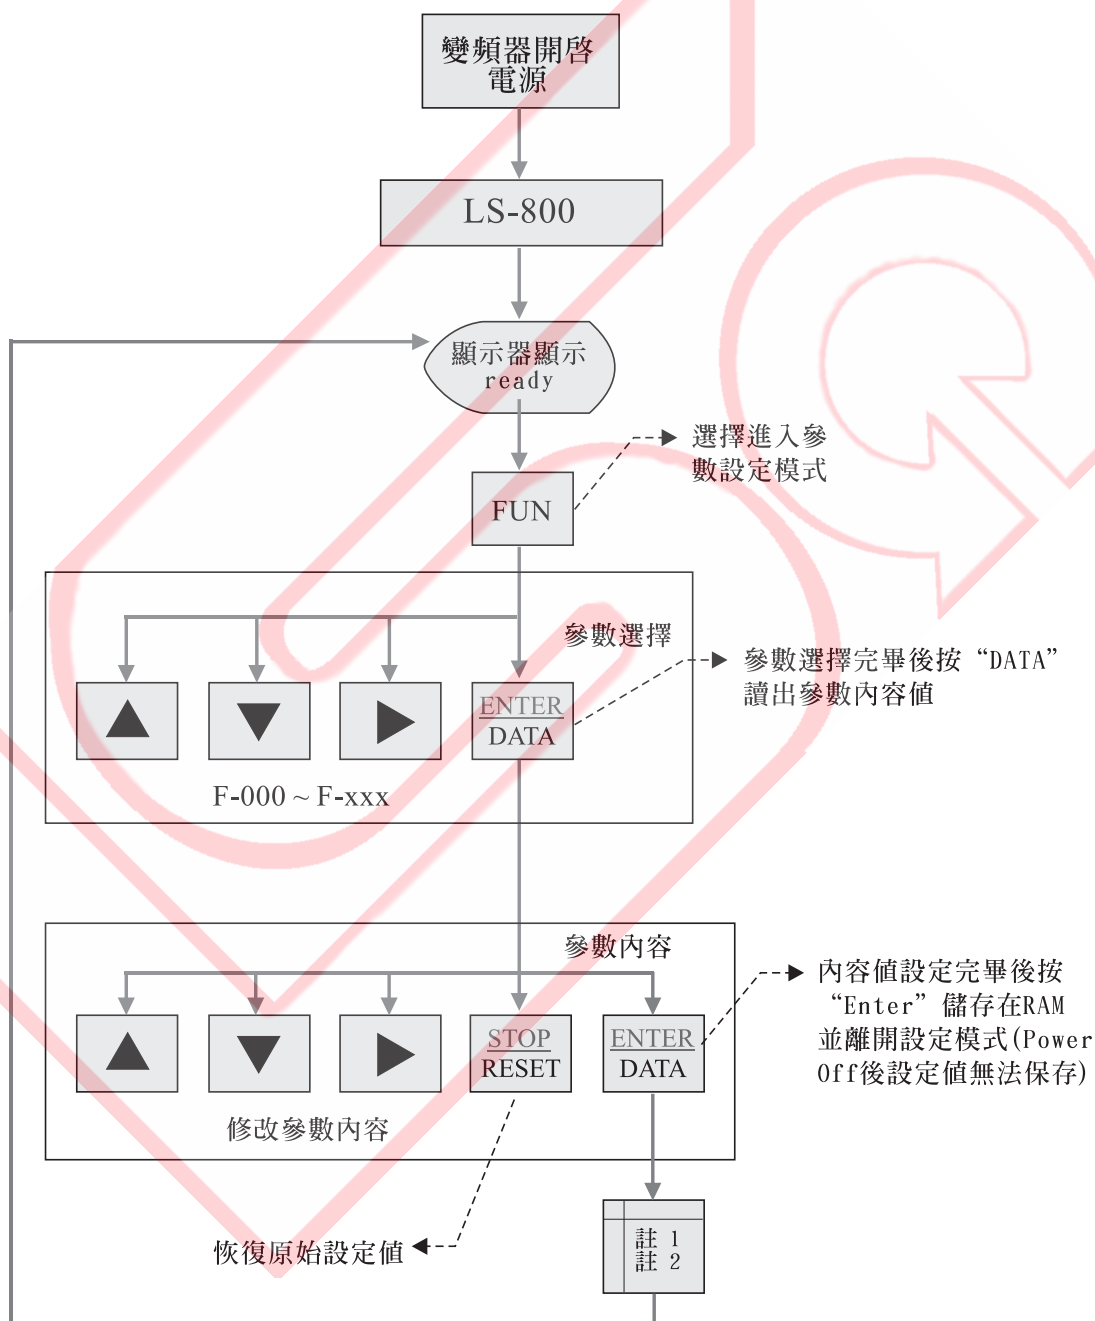 變頻器開啓
電源
LS-800
顯示器顯示
ready
選擇進入參
數設定模式
FUN
參數選擇
參數選擇完畢後按“DATA”
讀出參數內容值
ENTER
DATA
F-000 ~ F-xxx
參數內容
內容值設定完畢後按
“Enter”儲存在RAM
並離開設定模式(Power
Off後設定值無法保存)
STOP
RESET
ENTER
DATA
修改參數內容
恢復原始設定值
註 1
註 2